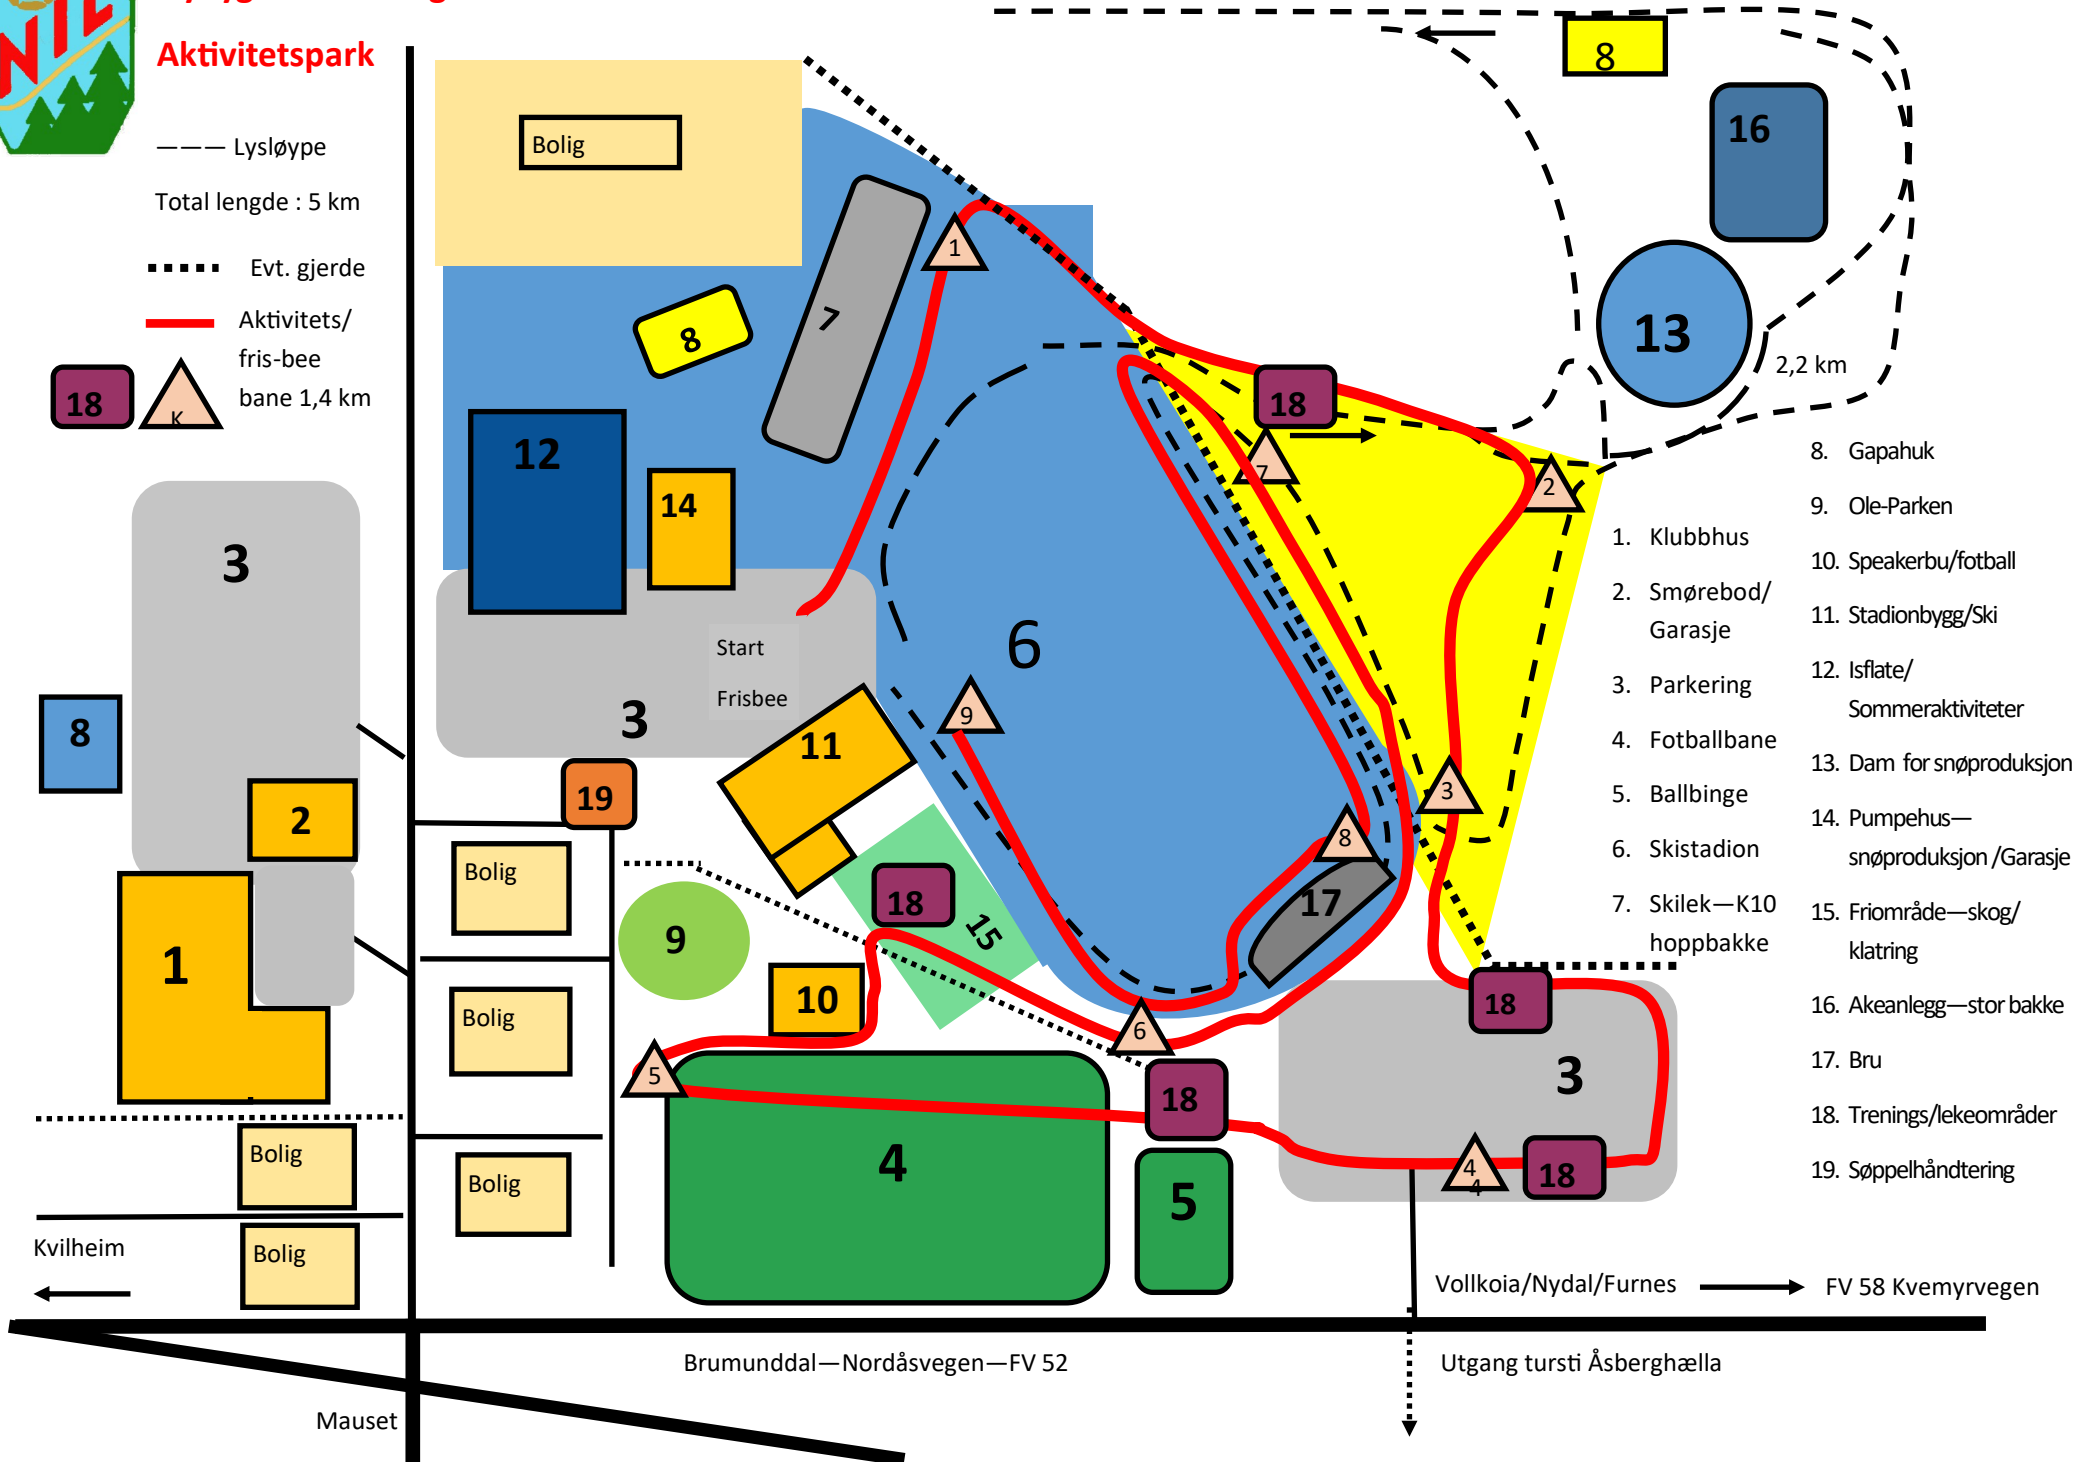 NIL
Aktivitetspark
——— Lysløype
Total lengde : 5 km
Evt. gjerde
Aktivitets/
fris-bee
bane 1,4 km
18
K
Bolig
8
16
1
7
8
13
2,2 km
18
12
14
7
2
3
Start
Frisbee
6
3
9
11
8
2
19
3
8
Bolig
18
17
15
9
1
10
18
Bolig
6
5
18
3
4
4
4
18
5
Bolig
Bolig
Bolig
Kvilheim
1. Klubbhus
2. Smørebod/
Garasje
3. Parkering
4. Fotballbane
5. Ballbinge
6. Skistadion
7. Skilek—K10
hoppbakke
8. Gapahuk
9. Ole-Parken
10. Speakerbu/fotball
11. Stadionbygg/Ski
12. Isflate/
Sommeraktiviteter
13. Dam for snøproduksjon
14. Pumpehus—
snøproduksjon /Garasje
15. Friområde—skog/
klatring
16. Akeanlegg—stor bakke
17. Bru
18. Trenings/lekeområder
19. Søppelhåndtering
Vollkoia/Nydal/Furnes
FV 58 Kvemyrvegen
Brumunddal—Nordåsvegen—FV 52
Utgang tursti Åsberghælla
Mauset